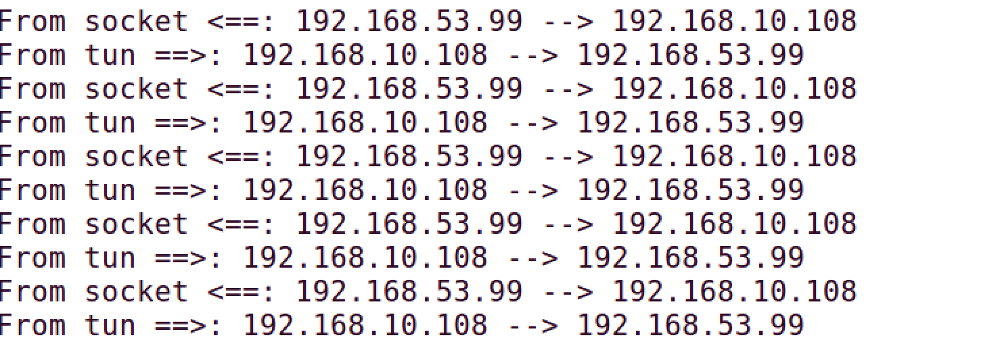 From socket <==: 192.168.53.99 --> 192.168.10.108
From tun ==>: 192.168.10.108 --> 192.168.53.99
From socket <==: 192.168.53.99 --> 192.168.10.108
From tun ==>: 192.168.10.108 --> 192.168.53.99
From socket <==: 192.168.53.99 --> 192.168.10.108
From tun ==>: 192.168.10.108 --> 192.168.53.99
From socket <==: 192.168.53.99 --> 192.168.10.108
From tun ==>: 192.168.10.108 --> 192.168.53.99
From socket <==: 192.168.53.99 --> 192.168.10.108
From tun ==>: 192.168.10.108 --> 192.168.53.99